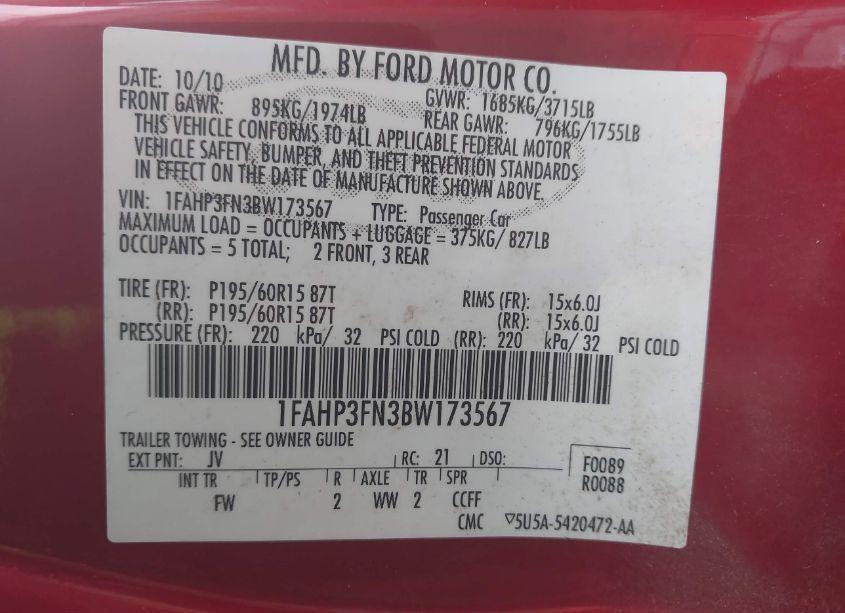 MFD. BY FORD MOTOR CO.
DATE: 10/10 GVWR: 1685KG/3715LB
FRONT GAWR: 895KG/1974LB REAR GAWR: 796KG/1755LB
THIS VEHICLE CONFORMS TO ALL APPLICABLE FEDERAL MOTOR
VEHICLE SAFETY, BUMPER, AND THEFT PREVENTION STANDARDS
IN EFFECT ON THE DATE OF MANUFACTURE SHOWN ABOVE.
VIN: 1FAHP3FN3BW173567 TYPE: Passenger Car
MAXIMUM LOAD = OCCUPANTS + LUGGAGE = 375KG/ 827LB
OCCUPANTS = 5 TOTAL; 2 FRONT, 3 REAR
TIRE (FR): P195/60R15 87T RIMS (FR): 15x6.0J
(RR): P195/60R15 87T (RR): 15x6.0J
PRESSURE (FR): 220 kPa/ 32 PSI COLD (RR): 220 kPa/ 32 PSI COLD
1FAHP3FN3BW173567
TRAILER TOWING - SEE OWNER GUIDE
EXT PNT: JV RC: 21 DSO: F0089
INT TR TP/PS R AXLE TR SPR R0088
FW 2 WW 2 CCFF
CMC ▽5U5A-5420472-AA